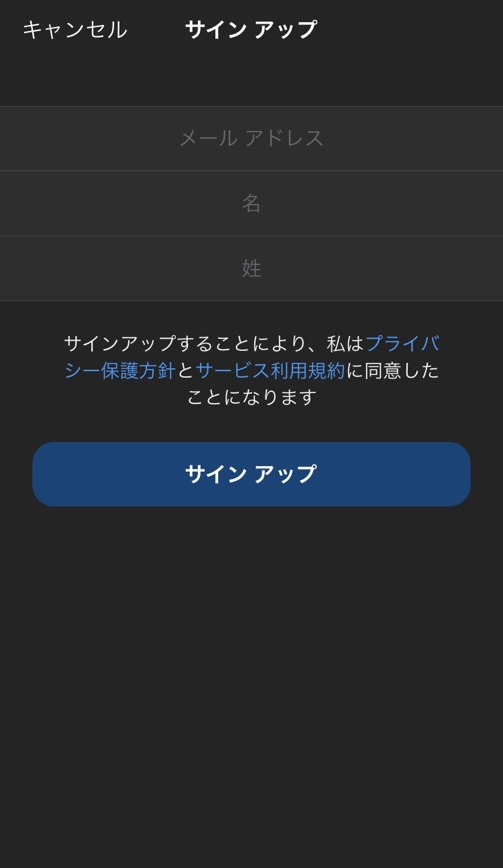 キャンセル サイン アップ
メール アドレス
名
姓
サインアップすることにより、私はプライバ
シー保護方針とサービス利用規約に同意した
ことになります
サイン アップ